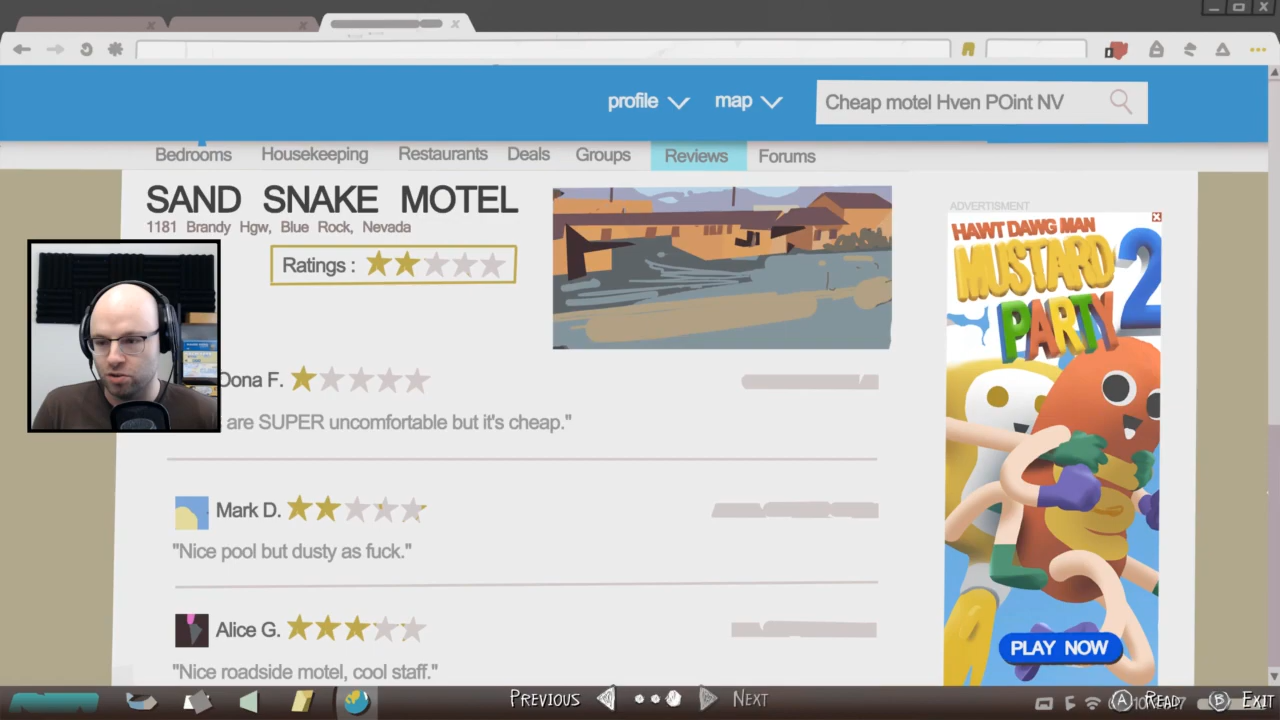 profile
map
Cheap motel Hven POint NV
Bedrooms Housekeeping Restaurants Deals Groups Reviews Forums
SAND SNAKE MOTEL
1181 Brandy Hgw, Blue Rock, Nevada
Ratings :
ADVERTISMENT
HAWT DAWG MAN
MUSTARD
PARTY 2
PLAY NOW
Dona F.
are SUPER uncomfortable but it's cheap."
Mark D.
"Nice pool but dusty as fuck."
Alice G.
"Nice roadside motel, cool staff."
PREVIOUS NEXT
A READ B EXIT